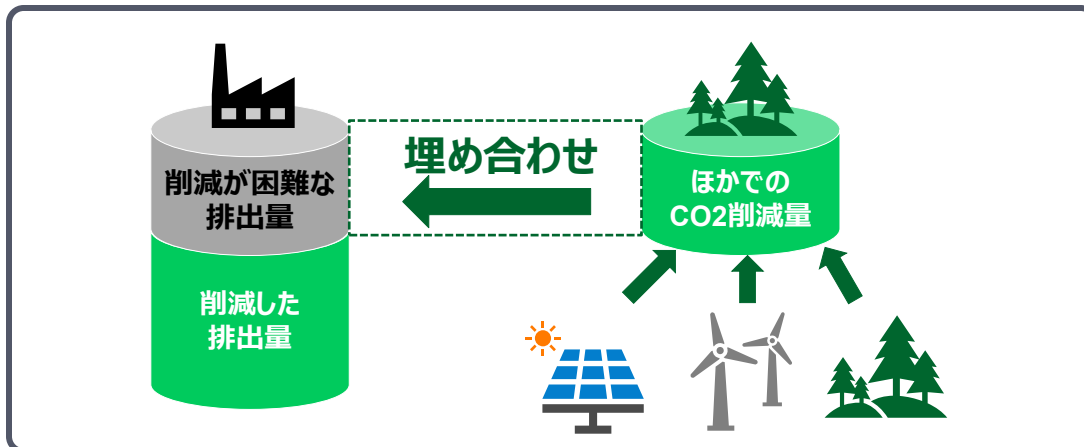 埋め合わせ
削減が困難な
排出量
ほかでの
CO2削減量
削減した
排出量